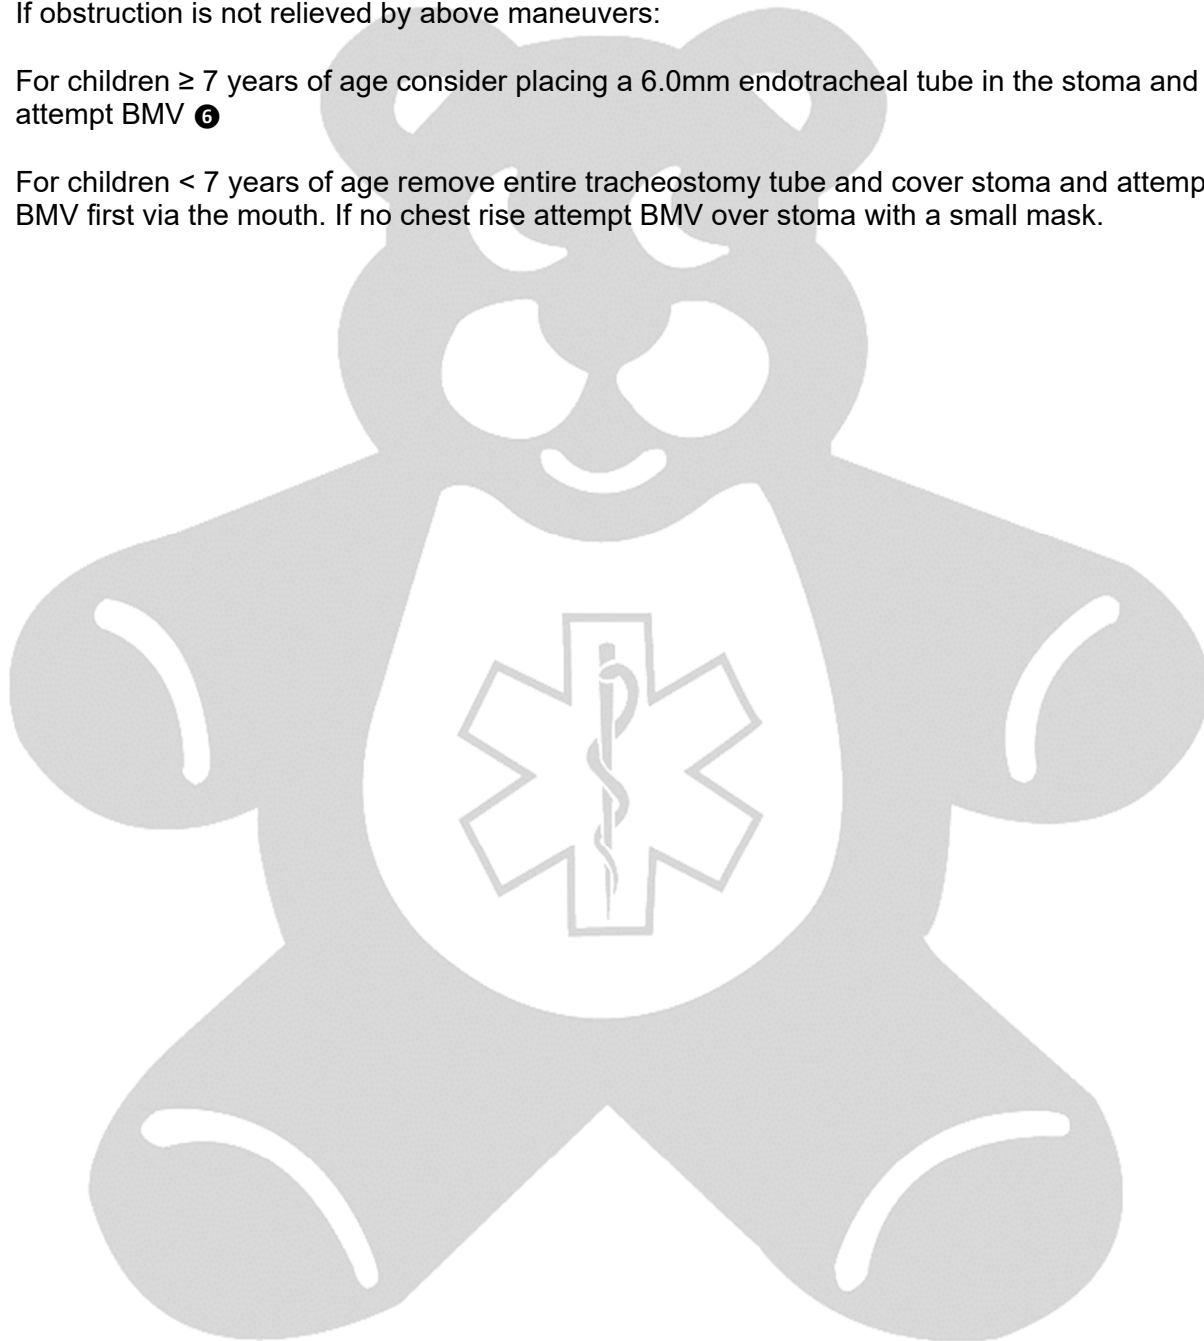 If obstruction is not relieved by above maneuvers:
For children ≥ 7 years of age consider placing a 6.0mm endotracheal tube in the stoma and
attempt BMV ❻
For children < 7 years of age remove entire tracheostomy tube and cover stoma and attemp
BMV first via the mouth. If no chest rise attempt BMV over stoma with a small mask.